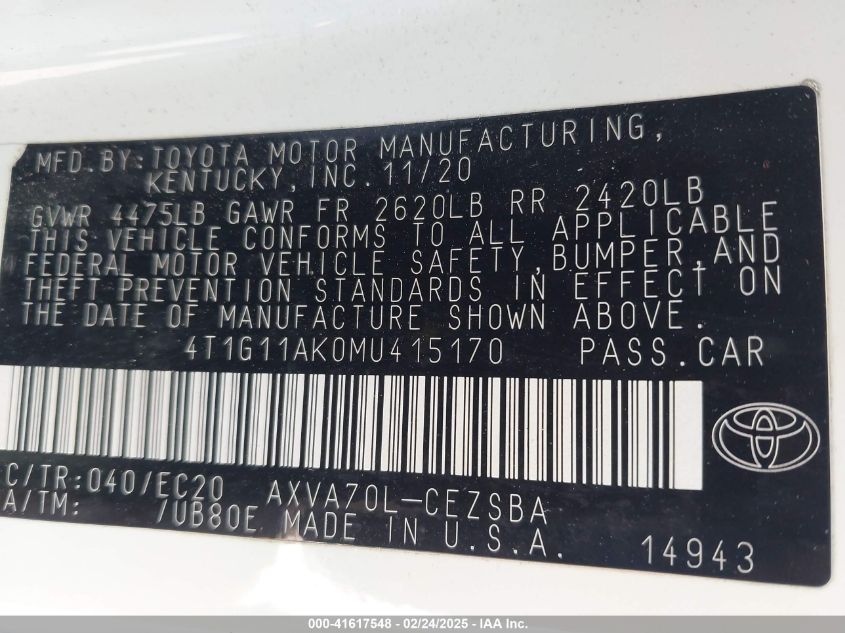 MFD.BY:TOYOTA MOTOR MANUFACTURING,
KENTUCKY,INC.11/20
GVWR 4475LB GAWR FR 2620LB RR 2420LB
THIS VEHICLE CONFORMS TO ALL APPLICABLE
FEDERAL MOTOR VEHICLE SAFETY,BUMPER,AND
THEFT PREVENTION STANDARDS IN EFFECT ON
THE DATE OF MANUFACTURE SHOWN ABOVE.
4T1G11AK0MU415170 PASS.CAR
C/TR:040/EC20 AXVA70L-CEZSBA
A/TM: /UB80E MADE IN U.S.A.
14943
000-41617548 - 02/24/2025 - IAA Inc.